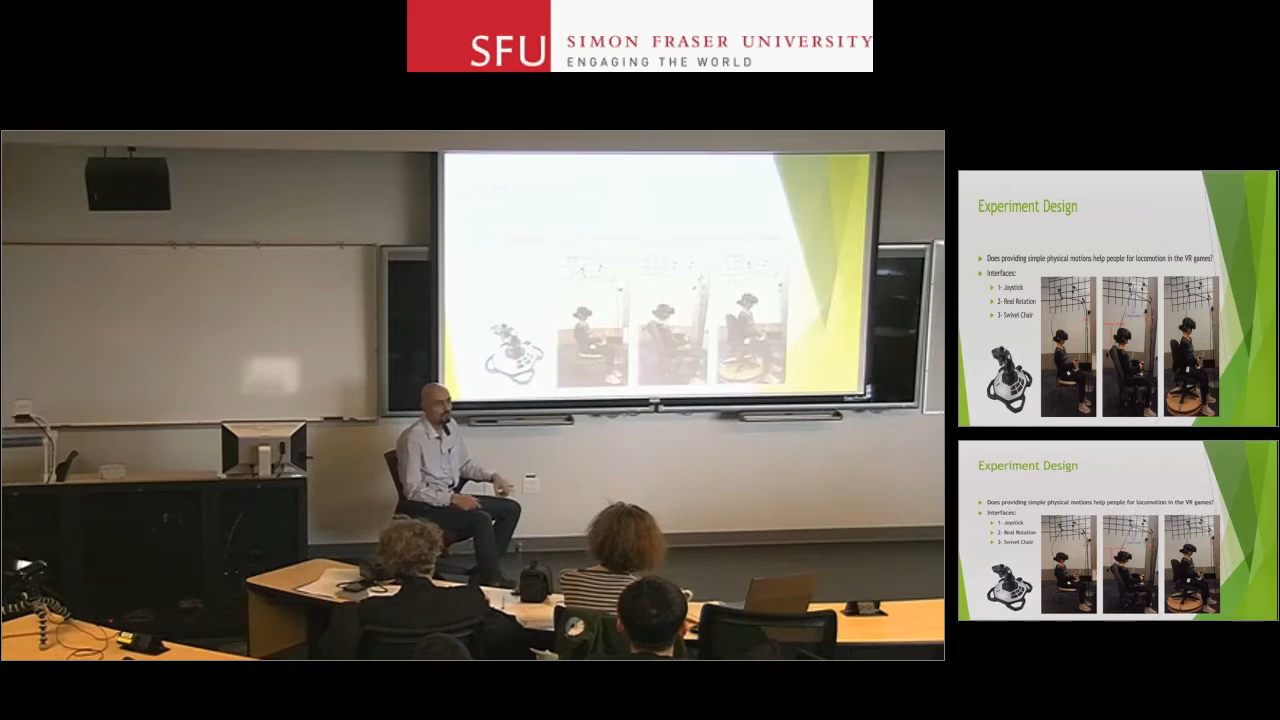 SFU
SIMON FRASER UNIVERSITY
ENGAGING THE WORLD
Experiment Design
Does providing simple physical motions help people for locomotion in the VR games?
Interfaces:
1- Joystick
2- Real Rotation
3- Swivel Chair
Experiment Design
Does providing simple physical motions help people for locomotion in the VR games?
Interfaces:
1- Joystick
2- Real Rotation
3- Swivel Chair